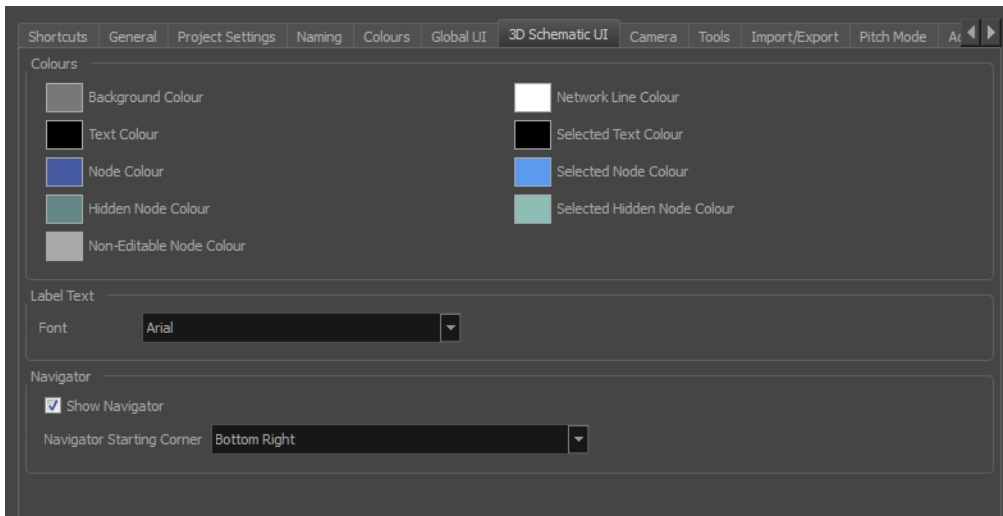 Shortcuts General Project Settings Naming Colours Global UI 3D Schematic UI Camera Tools Import/Export Pitch Mode
Colours
Background Colour Network Line Colour
Text Colour Selected Text Colour
Node Colour Selected Node Colour
Hidden Node Colour Selected Hidden Node Colour
Non-Editable Node Colour
Label Text
Font Arial
Navigator
Show Navigator
Navigator Starting Corner Bottom Right